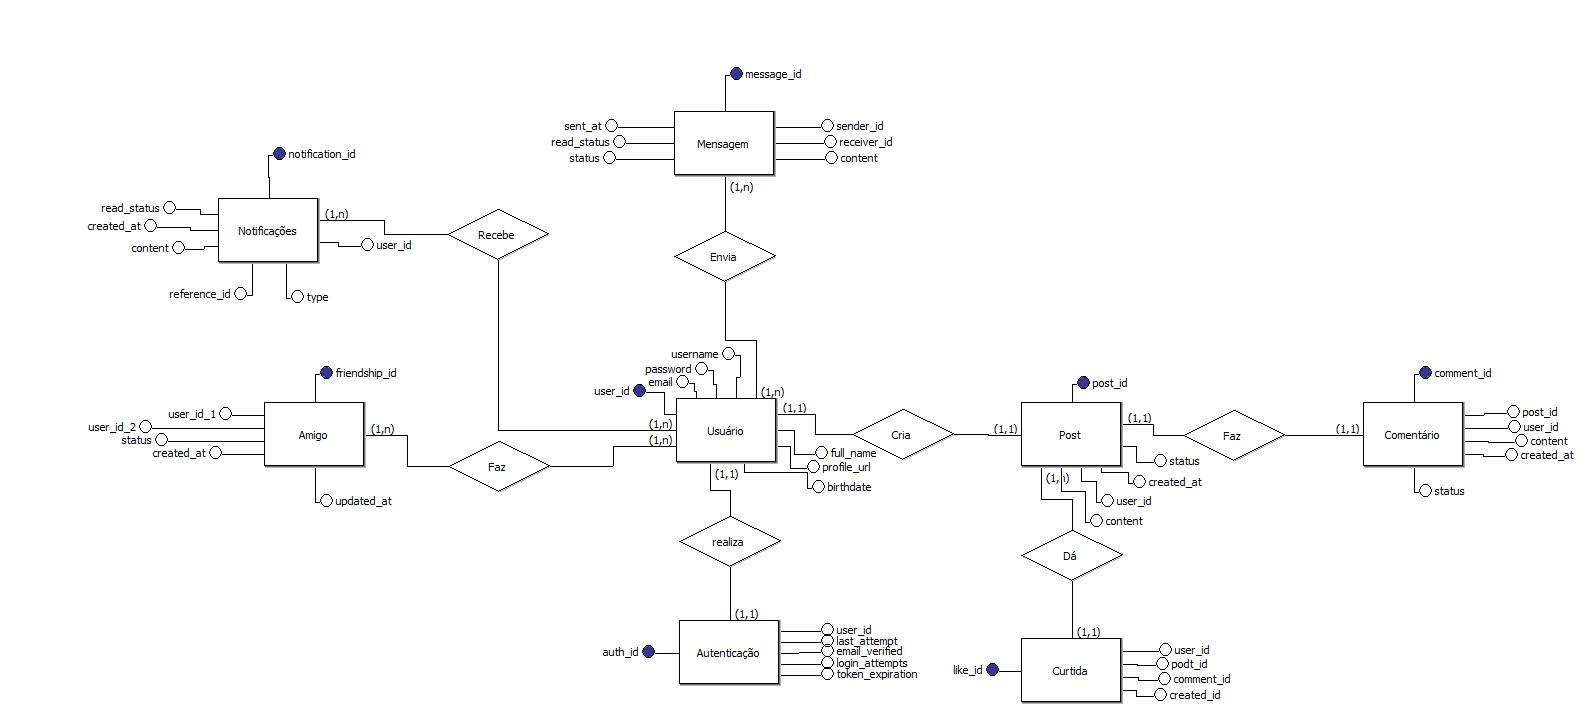 message_id
sent_at
read_status
status
Mensagem
sender_id
receiver_id
content
(1,n)
Envia
notification_id
read_status
created_at
content
Notificações
(1,n)
user_id
reference_id
type
Recebe
friendship_id
user_id_1
user_id_2
status
created_at
Amigo
(1,n)
updated_at
Faz
username
password
email
user_id
(1,n)
(1,n)
(1,n)
Usuário
(1,1)
full_name
profile_url
birthdate
(1,1)
realiza
(1,1)
auth_id
Autenticação
user_id
last_attempt
email_verified
login_attempts
token_expiration
Cria
(1,1)
post_id
Post
(1,1)
status
created_at
user_id
content
(1,n)
Dá
(1,1)
like_id
Curtida
user_id
podt_id
comment_id
created_id
Faz
(1,1)
comment_id
Comentário
post_id
user_id
content
created_at
status